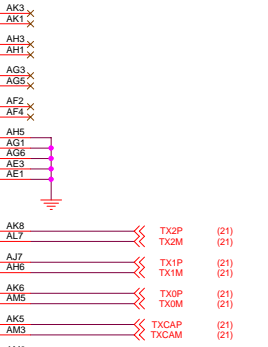 AK3
AK1
AH3
AH1
AG3
AG5
AF2
AF4
AH5
AG1
AG6
AE3
AE1
AK8 TX2P (21)
AL7 TX2M (21)
AJ7 TX1P (21)
AH6 TX1M (21)
AK6 TX0P (21)
AM5 TX0M (21)
AK5 TXCAP (21)
AM3 TXCAM (21)